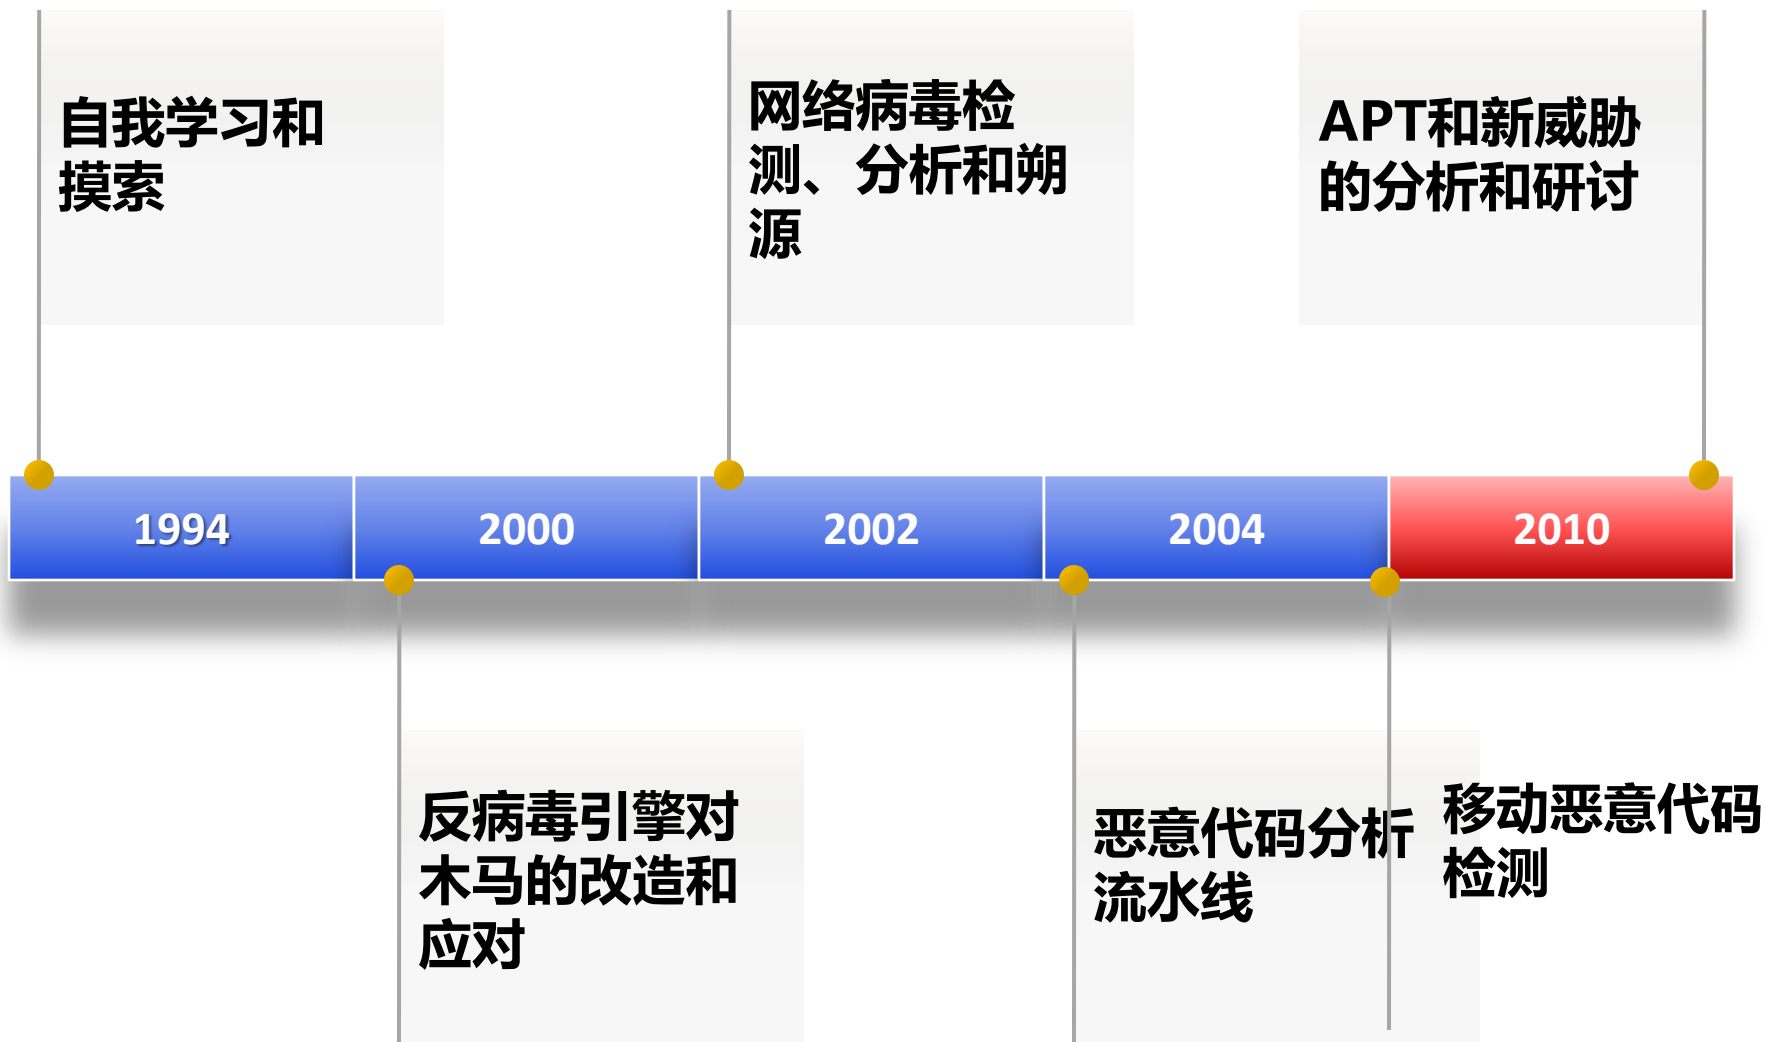 自我学习和
摸索
网络病毒检
测、分析和朔
源
APT和新威胁
的分析和研讨
1994
2000
2002
2004
2010
反病毒引擎对
木马的改造和
应对
恶意代码分析
流水线
移动恶意代码
检测